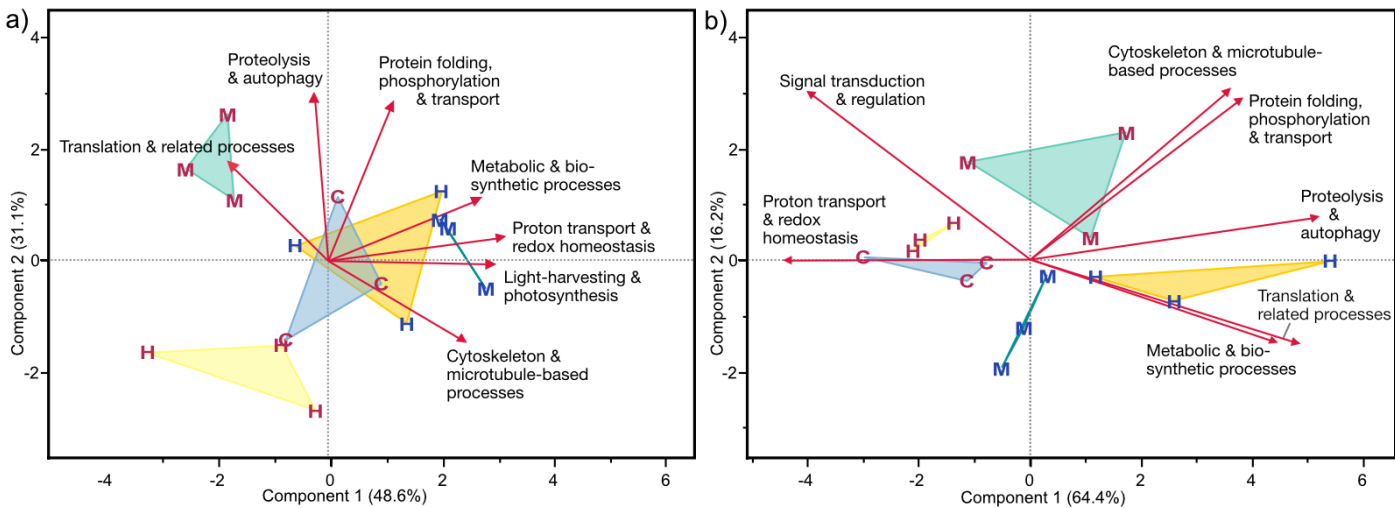 a)
4
2
0
-2
-4
-2
0
2
4
6
Component 2 (31.1%)
Component 1 (48.6%)
Proteolysis
& autophagy
Protein folding,
phosphorylation
& transport
Translation & related processes
Metabolic & bio-
synthetic processes
Proton transport &
redox homeostasis
Light-harvesting &
photosynthesis
Cytoskeleton &
microtubule-based
processes
M
M
M
C
C
C
H
H
H
M
M
M
H
H
H
b)
4
2
0
-2
-4
-2
0
2
4
6
Component 2 (16.2%)
Component 1 (64.4%)
Signal transduction
& regulation
Cytoskeleton & microtubule-
based processes
Protein folding,
phosphorylation
& transport
Proton transport
& redox
homeostasis
Proteolysis
&
autophagy
Translation &
related processes
Metabolic & bio-
synthetic processes
M
M
M
H
H
H
C
C
C
M
M
M
H
H
H